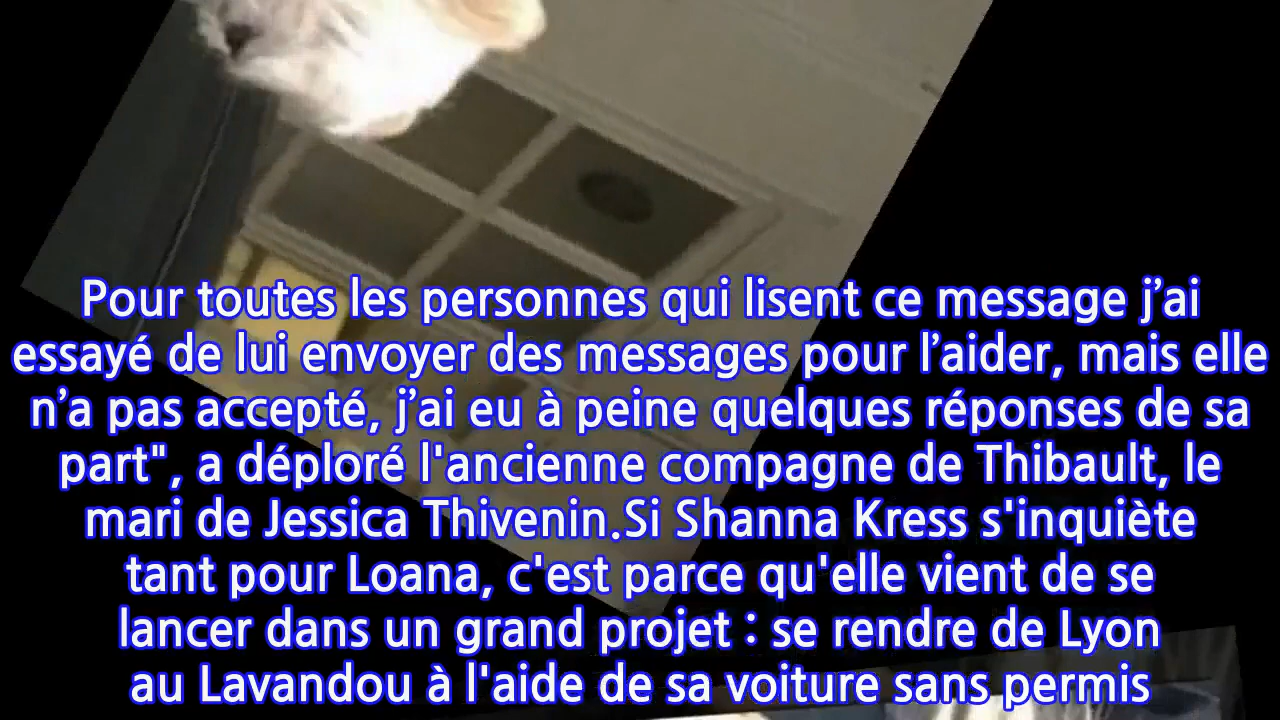 Pour toutes les personnes qui lisent ce message j’ai
essayé de lui envoyer des messages pour l’aider, mais elle
n’a pas accepté, j’ai eu à peine quelques réponses de sa
part", a déploré l'ancienne compagne de Thibault, le
mari de Jessica Thivenin.Si Shanna Kress s'inquiète
tant pour Loana, c'est parce qu'elle vient de se
lancer dans un grand projet : se rendre de Lyon
au Lavandou à l'aide de sa voiture sans permis